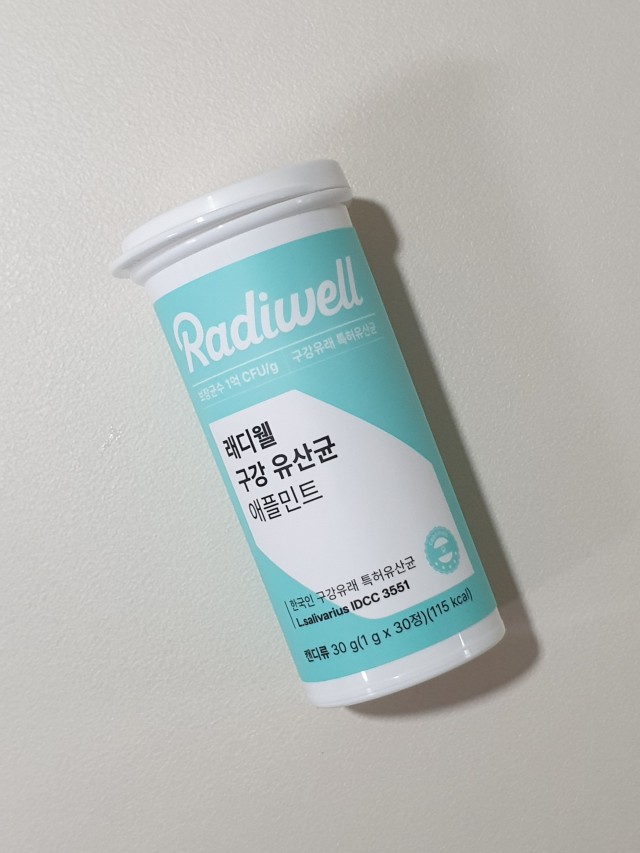 Radiwell
보장균수 1억 CFU/g 구강유래 특허유산균
래디웰
구강 유산균
애플민트
한국인 구강유래 특허유산균
L.salivarius IDCC 3551
캔디류 30 g(1 g x 30정)(115 kcal)